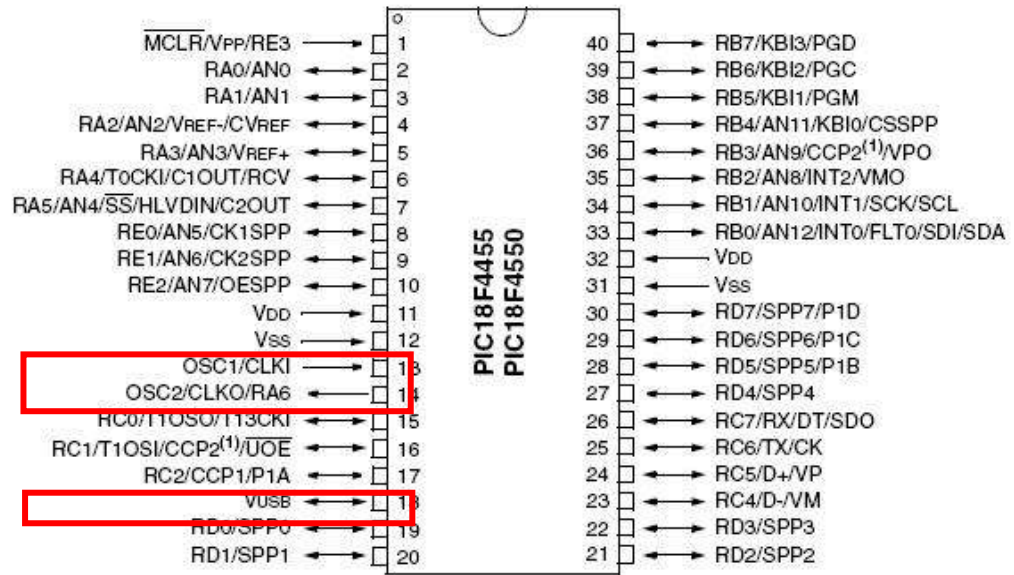 MCLR/VPP/RE3 1 40 RB7/KBI3/PGD
RA0/AN0 2 39 RB6/KBI2/PGC
RA1/AN1 3 38 RB5/KBI1/PGM
RA2/AN2/VREF-/CVREF 4 37 RB4/AN11/KBI0/CSSPP
RA3/AN3/VREF+ 5 36 RB3/AN9/CCP2(1)/VPO
RA4/T0CKI/C1OUT/RCV 6 35 RB2/AN8/INT2/VMO
RA5/AN4/SS/HLVDIN/C2OUT 7 34 RB1/AN10/INT1/SCK/SCL
RE0/AN5/CK1SPP 8 33 RB0/AN12/INT0/FLT0/SDI/SDA
RE1/AN6/CK2SPP 9 32 VDD
RE2/AN7/OESPP 10 31 VSS
VDD 11 30 RD7/SPP7/P1D
VSS 12 29 RD6/SPP6/P1C
OSC1/CLKI 13 28 RD5/SPP5/P1B
OSC2/CLKO/RA6 14 27 RD4/SPP4
RC0/T1OSO/T13CKI 15 26 RC7/RX/DT/SDO
RC1/T1OSI/CCP2(1)/UOE 16 25 RC6/TX/CK
RC2/CCP1/P1A 17 24 RC5/D+/VP
VUSB 18 23 RC4/D-/VM
RD0/SPP0 19 22 RD3/SPP3
RD1/SPP1 20 21 RD2/SPP2
PIC18F4455
PIC18F4550